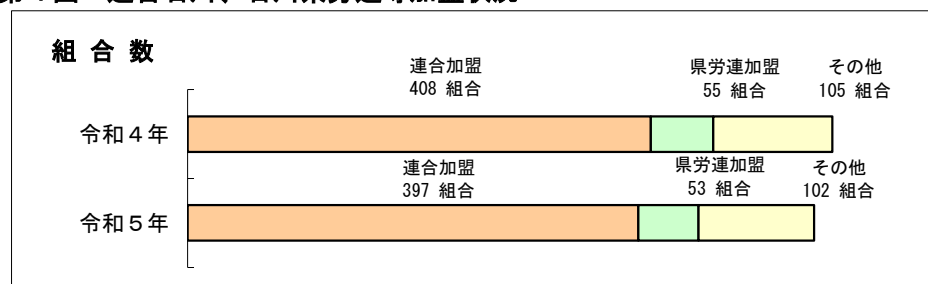 組合数
連合加盟 県労連加盟 その他
408 組合 55 組合 105 組合
令和４年
連合加盟 県労連加盟 その他
397 組合 53 組合 102 組合
令和５年